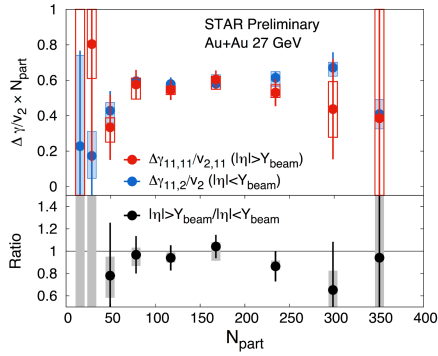 STAR Preliminary
Au+Au 27 GeV
Δ γ/v₂ × N_part
1
0.8
0.6
0.4
0.2
0
Δγ₁₁,₁₁/v₂,₁₁ (|η|>Y_beam)
Δγ₁₁,₂/v₂ (|η|<Y_beam)
Ratio
1.4
1.2
1
0.8
0.6
|η|>Y_beam/|η|<Y_beam
0 50 100 150 200 250 300 350 400
N_part